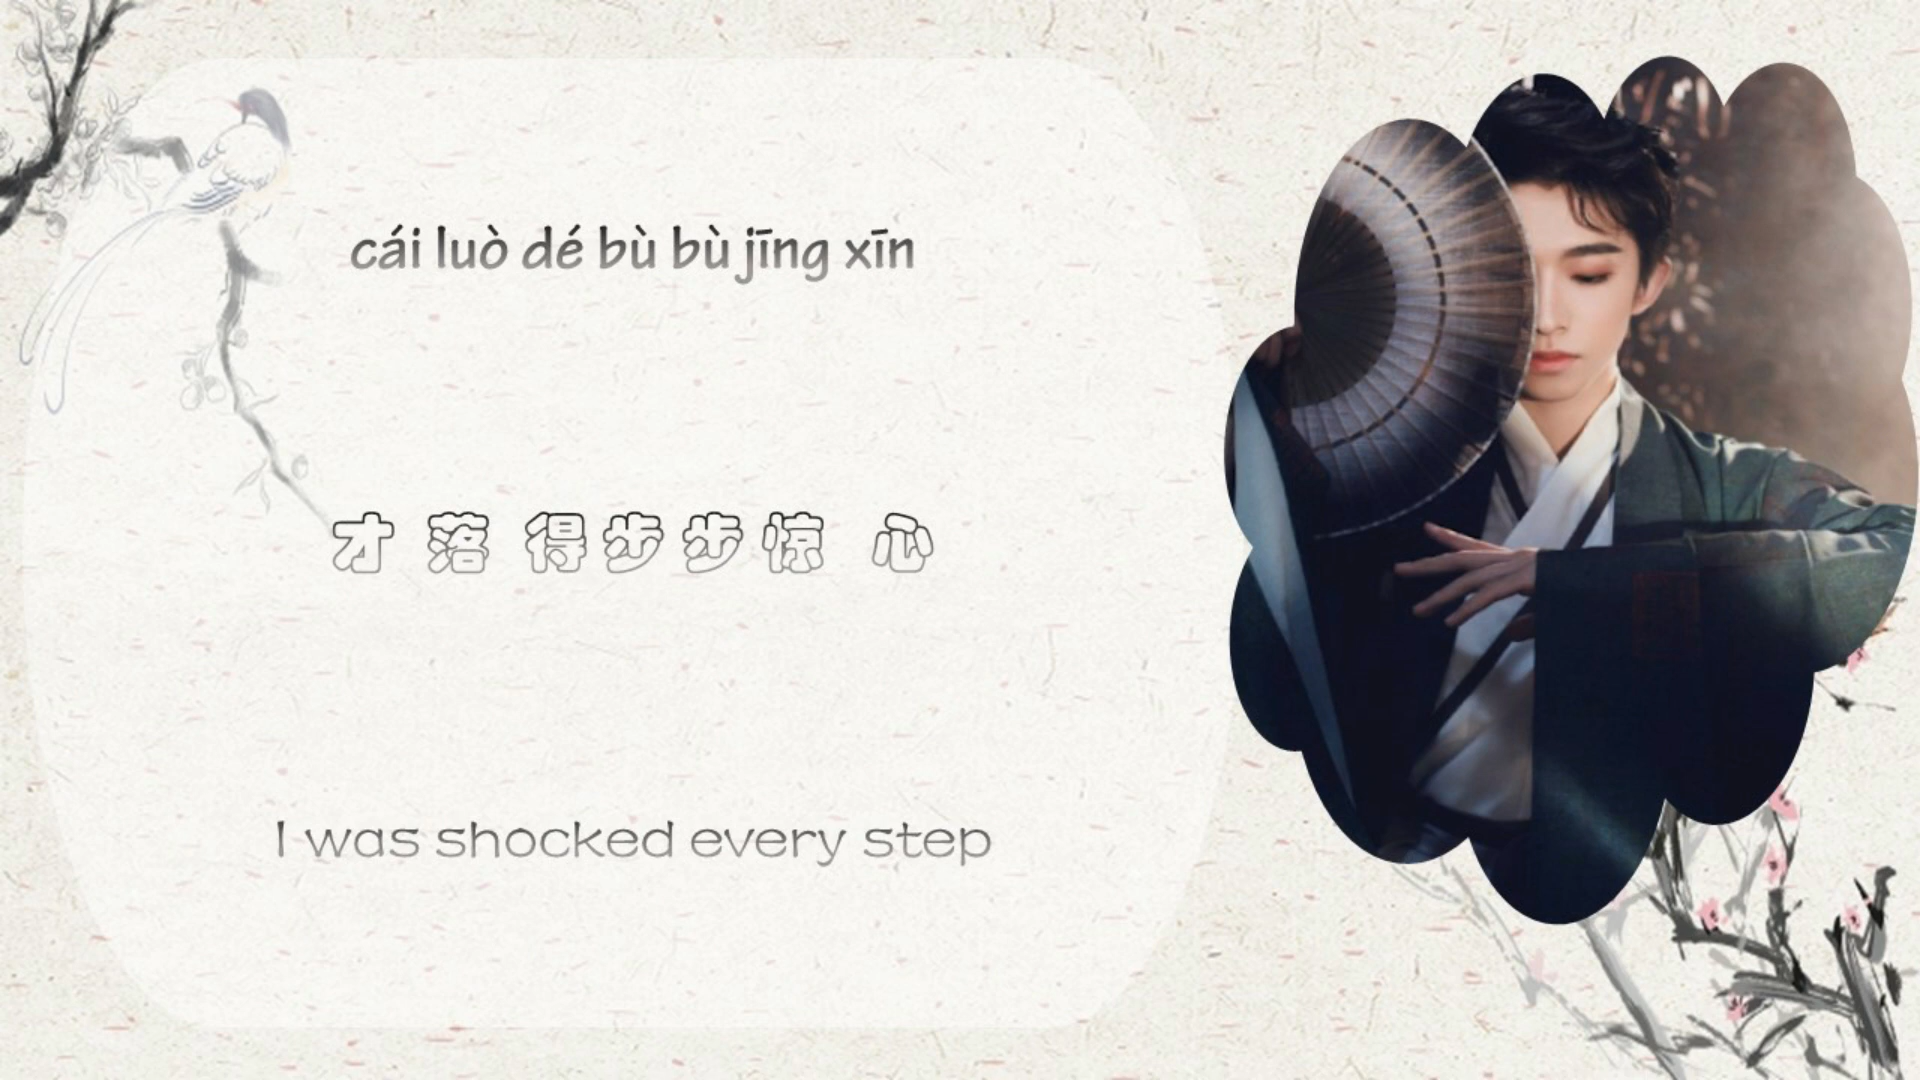 cái luò dé bù bù jīng xīn
才 落 得步步惊 心
I was shocked every step